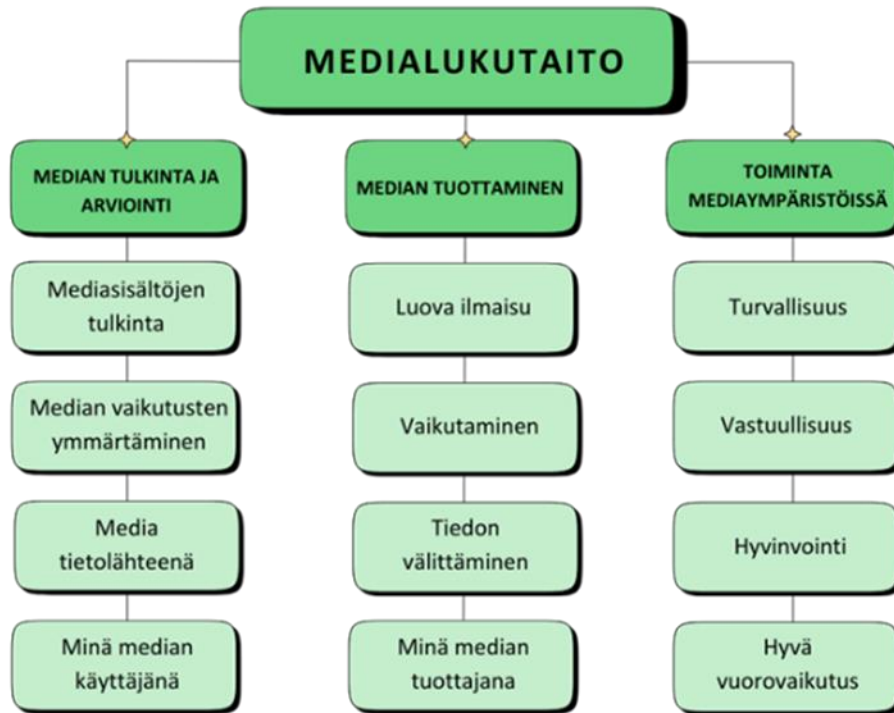 MEDIALUKUTAITO
MEDIAN TULKINTA JA
ARVIOINTI
Mediasisältöjen
tulkinta
Median vaikutusten
ymmärtäminen
Media
tietolähteenä
Minä median
käyttäjänä
MEDIAN TUOTTAMINEN
Luova ilmaisu
Vaikutaminen
Tiedon
välittäminen
Minä median
tuottajana
TOIMINTA
MEDIAYMPÄRISTÖISSÄ
Turvallisuus
Vastuullisuus
Hyvinvointi
Hyvä
vuorovaikutus